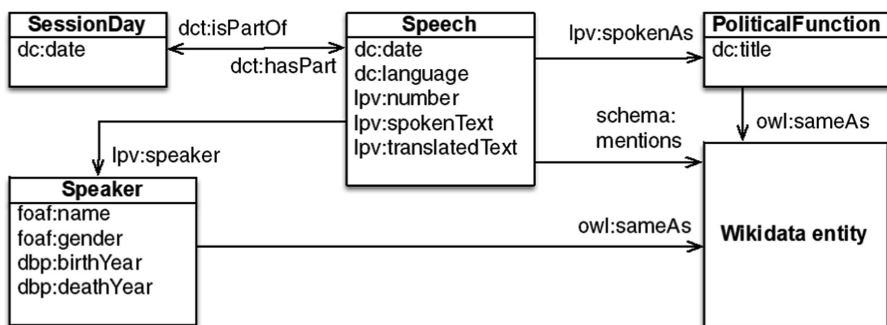 SessionDay
dc:date
dct:isPartOf
dct:hasPart
Speech
dc:date
dc:language
lpv:number
lpv:spokenText
lpv:translatedText
lpv:spokenAs
PoliticalFunction
dc:title
owl:sameAs
schema:
mentions
lpv:speaker
Speaker
foaf:name
foaf:gender
dbp:birthYear
dbp:deathYear
owl:sameAs
Wikidata entity